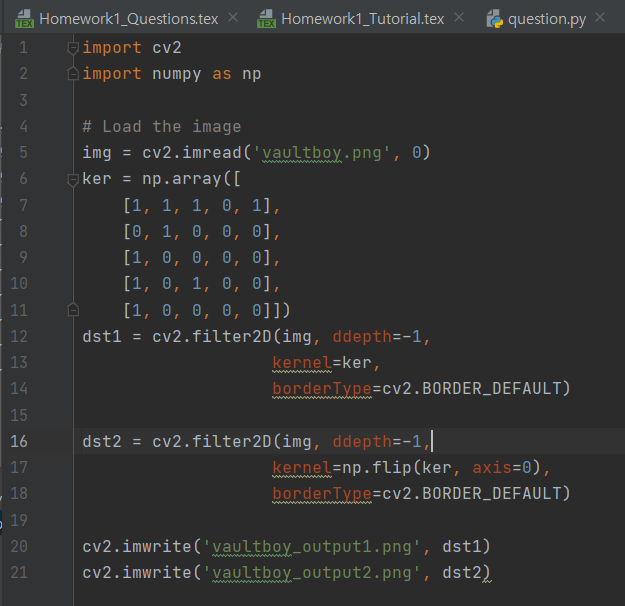 Homework1_Questions.tex × Homework1_Tutorial.tex × question.py ×
1 import cv2
2 import numpy as np
3
4 # Load the image
5 img = cv2.imread('vaultboy.png', 0)
6 ker = np.array([
7     [1, 1, 1, 0, 1],
8     [0, 1, 0, 0, 0],
9     [1, 0, 0, 0, 0],
10     [1, 0, 1, 0, 0],
11     [1, 0, 0, 0, 0]])
12 dst1 = cv2.filter2D(img, ddepth=-1,
13                    kernel=ker,
14                    borderType=cv2.BORDER_DEFAULT)
15
16 dst2 = cv2.filter2D(img, ddepth=-1,
17                    kernel=np.flip(ker, axis=0),
18                    borderType=cv2.BORDER_DEFAULT)
19
20 cv2.imwrite('vaultboy_output1.png', dst1)
21 cv2.imwrite('vaultboy_output2.png', dst2)